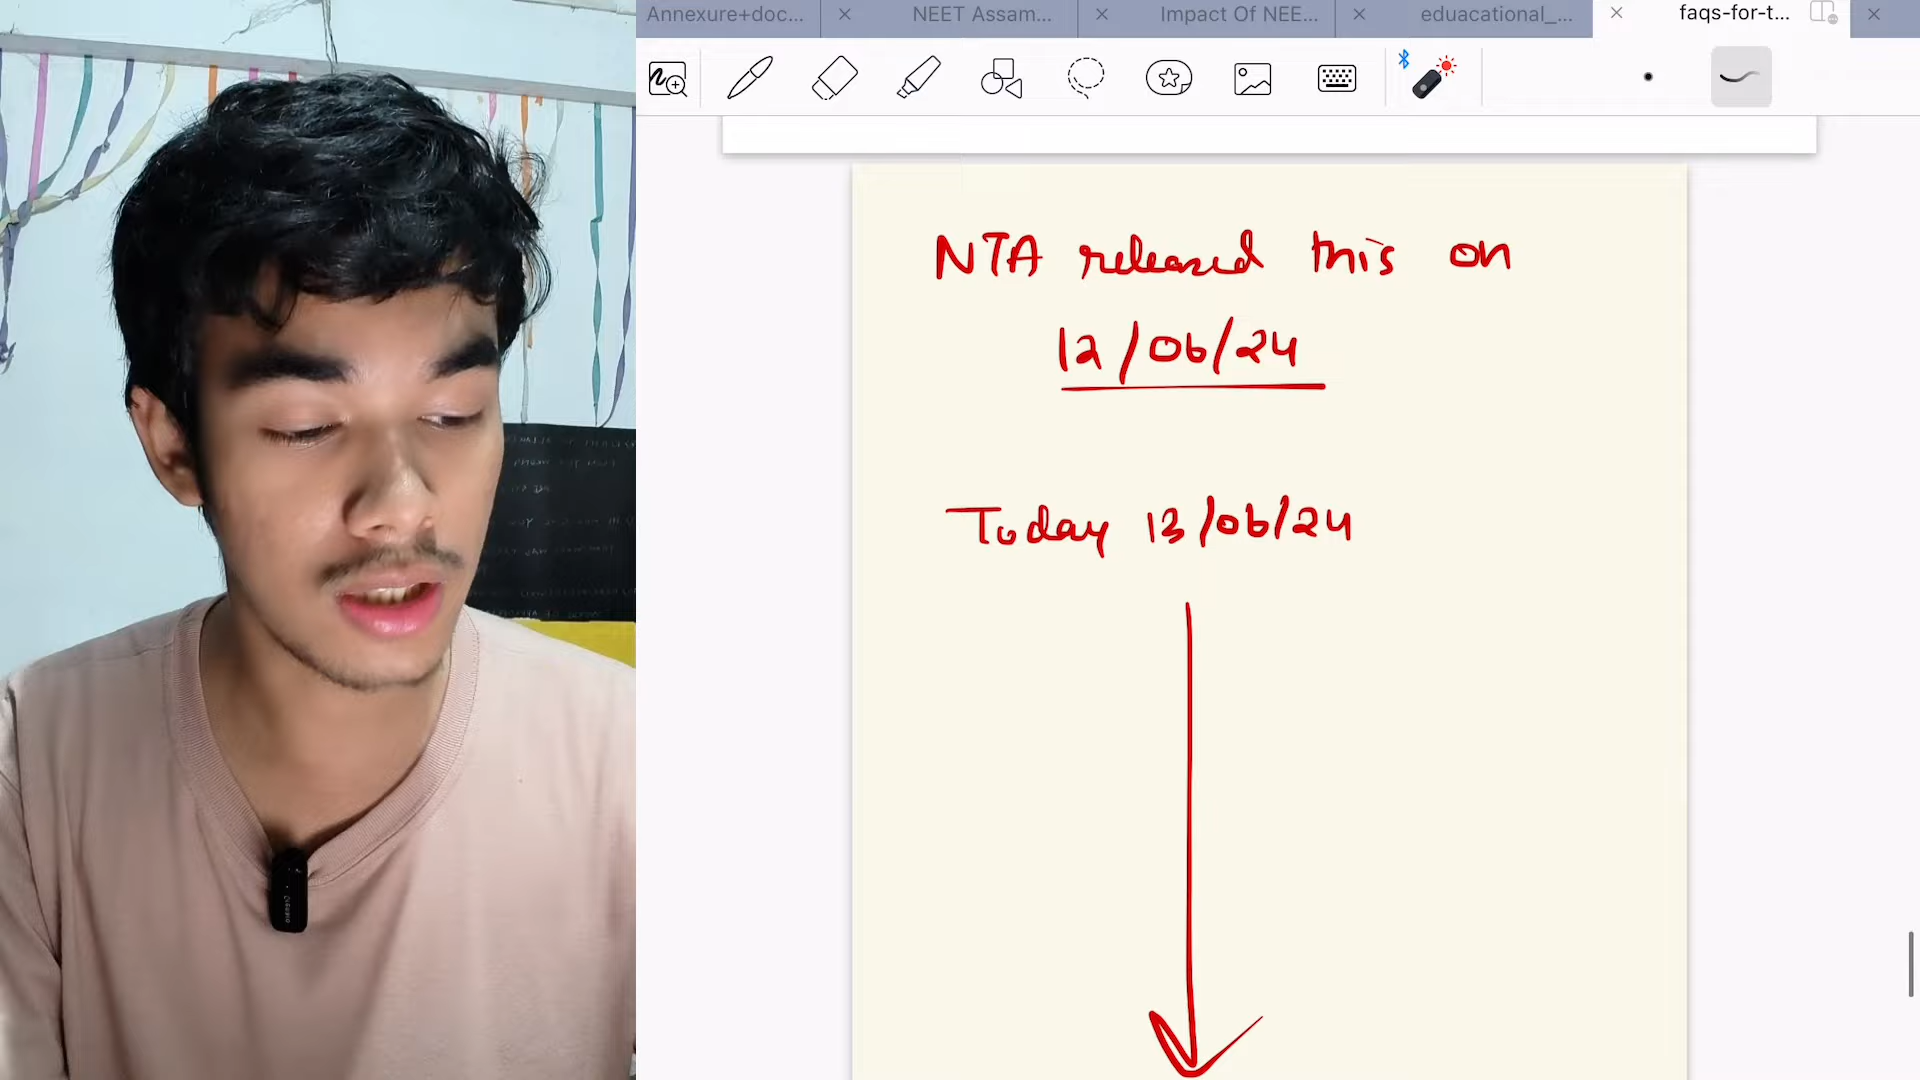 Annexure+doc...
NEET Assam...
Impact Of NEE...
eduacational_...
faqs-for-t...
NTA released this on
12/06/24
Today 13/06/24